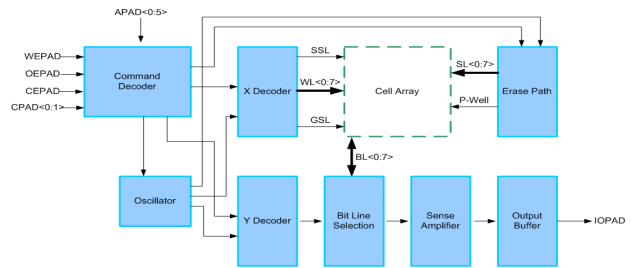 APAD<0:5>
WEPAD
OEPAD
CEPAD
CPAD<0:1>
Command
Decoder
X Decoder
SSL
WL<0:7>
GSL
Cell Array
SL<0:7>
P-Well
Erase Path
BL<0:7>
Oscillator
Y Decoder
Bit Line
Selection
Sense
Amplifier
Output
Buffer
IOPAD